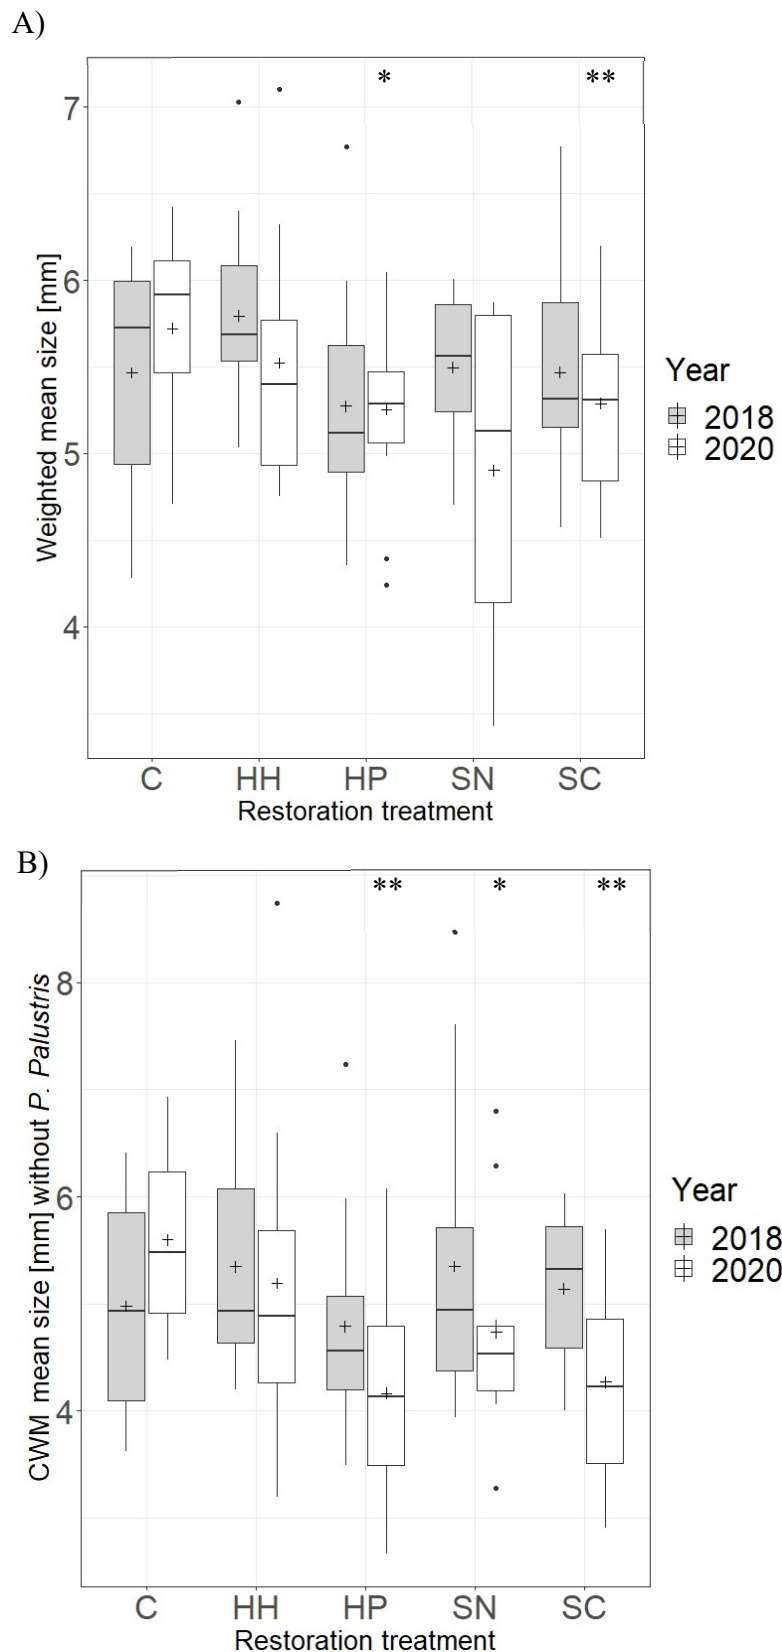 A)
* **
7
6
5
4
Weighted mean size [mm]
C HH HP SN SC
Restoration treatment
Year
2018
2020
B)
** * **
8
6
4
CWM mean size [mm] without P. Palustris
C HH HP SN SC
Restoration treatment
Year
2018
2020